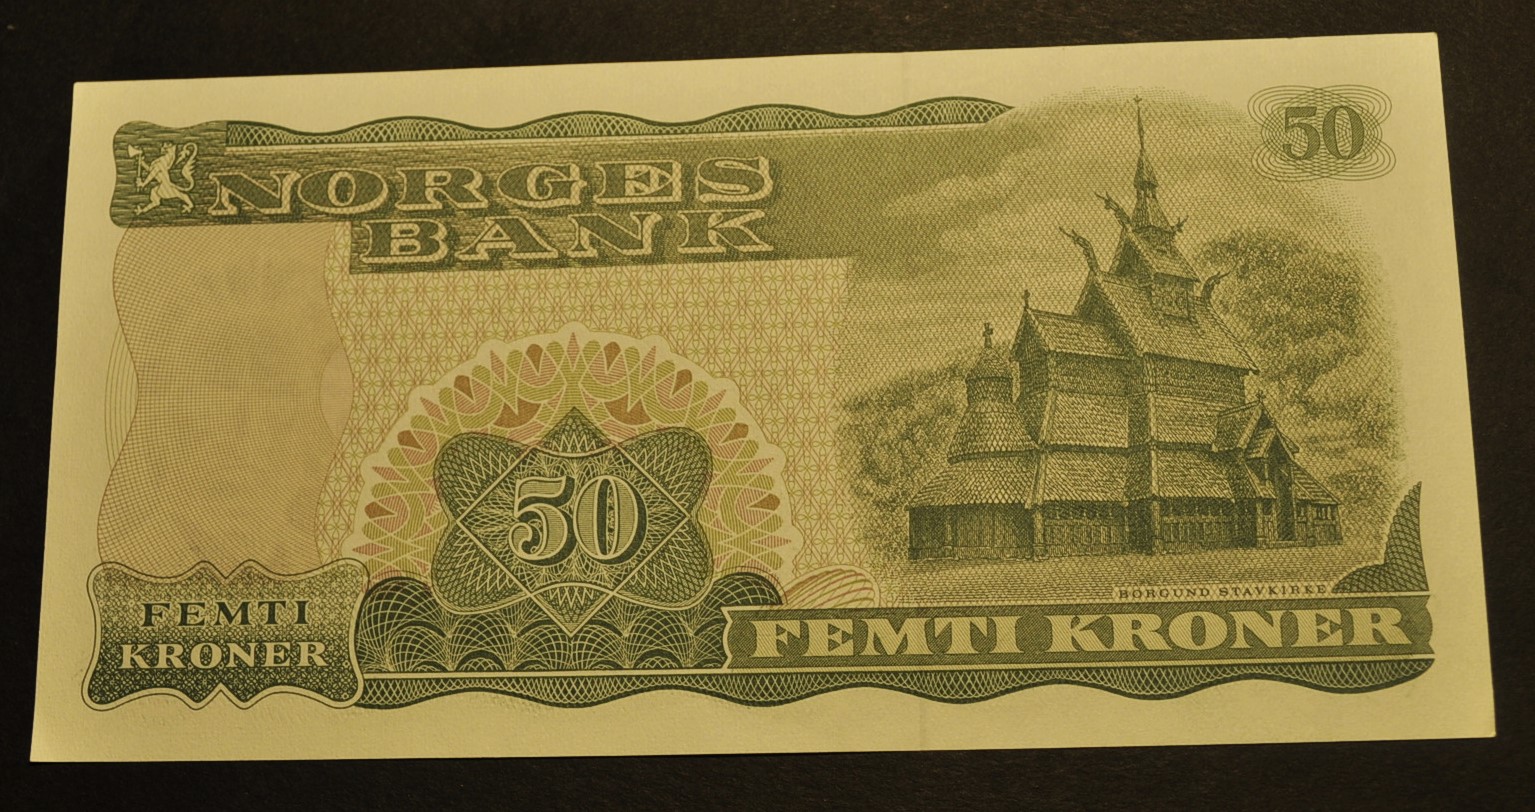 NORGES
BANK
50
50
BORGUND STAVKIRKE
FEMTI
KRONER
FEMTI KRONER